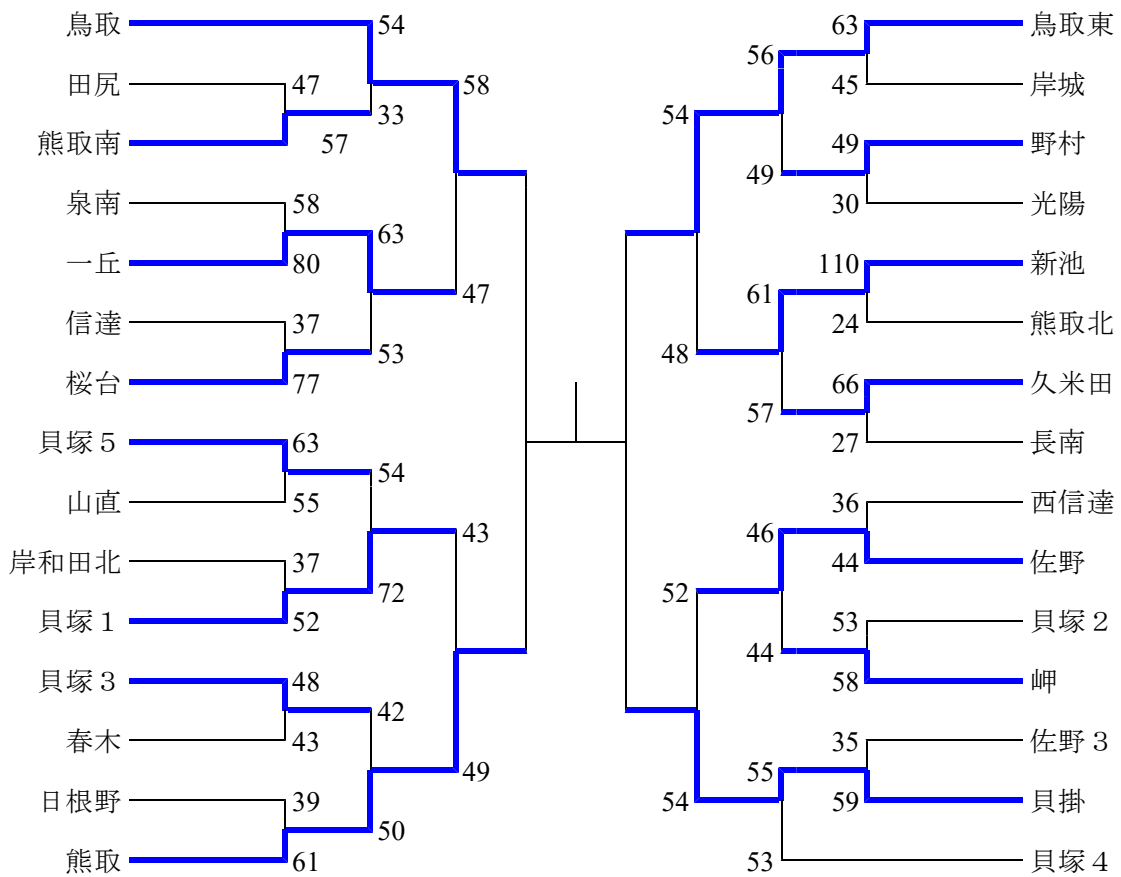 鳥取 54
58
田尻 47
33
熊取南 57
泉南 58
63
一丘 80
47
信達 37
53
桜台 77
貝塚５ 63
54
山直 55
43
岸和田北 37
72
貝塚１ 52
貝塚３ 48
42
春木 43
49
日根野 39
50
熊取 61
63 鳥取東
56
45 岸城
54
49 野村
49
30 光陽
110 新池
61
24 熊取北
48
66 久米田
57
27 長南
36 西信達
46
44 佐野
52
53 貝塚２
44
58 岬
35 佐野３
55
59 貝掛
54
53 貝塚４